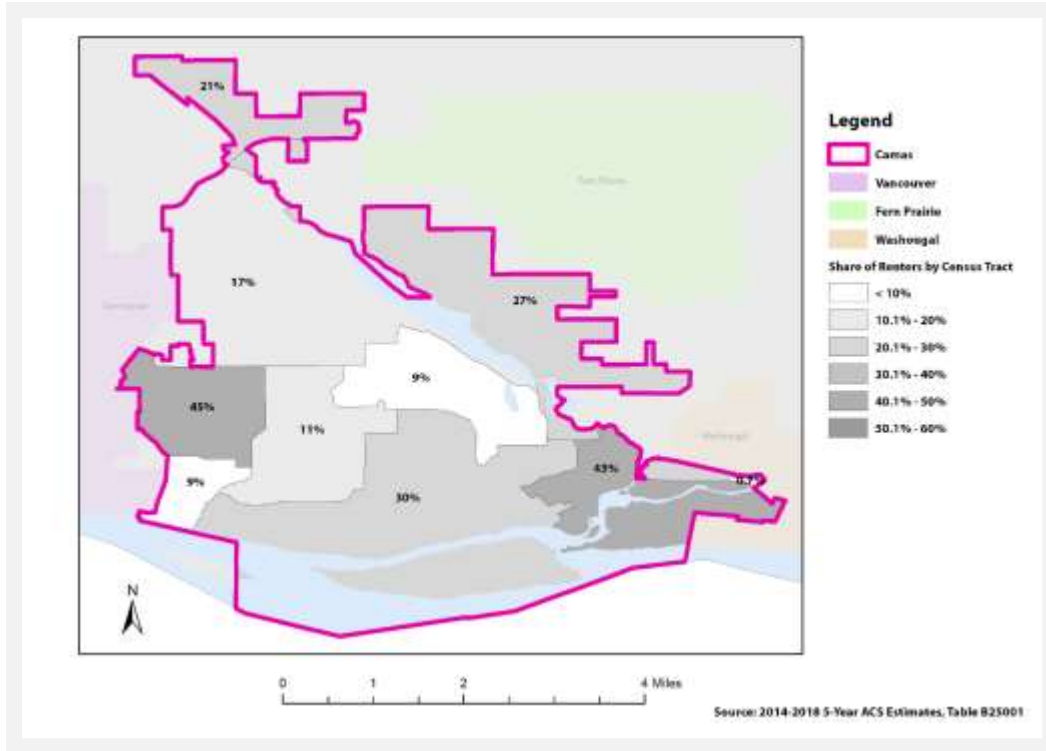 21%
17%
27%
9%
45%
11%
9%
30%
43%
N
0 1 2 4 Miles
Legend
Camas
Vancouver
Fern Prairie
Washougal
Share of Renters by Census Tract
< 10%
10.1% - 20%
20.1% - 30%
30.1% - 40%
40.1% - 50%
50.1% - 60%
Source: 2014-2018 5-Year ACS Estimates, Table B25001